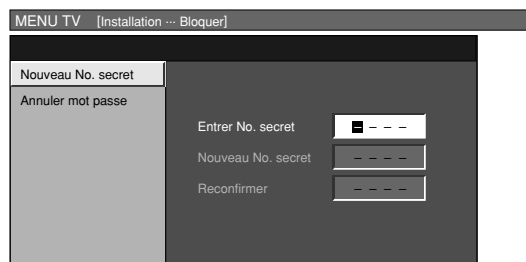 MENU TV [Installation ··· Bloquer]
Nouveau No. secret
Annuler mot passe
Entrer No. secret – – – –
Nouveau No. secret – – – –
Reconfirmer – – – –